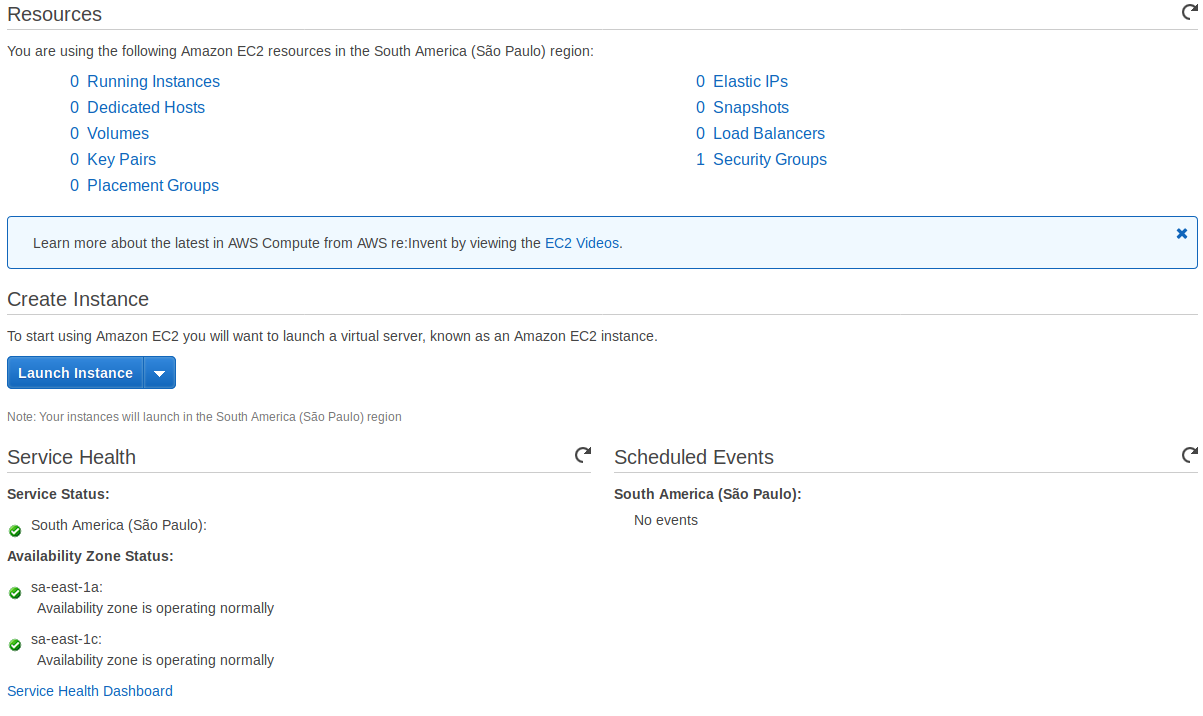 Resources
You are using the following Amazon EC2 resources in the South America (São Paulo) region:
0 Running Instances
0 Dedicated Hosts
0 Volumes
0 Key Pairs
0 Placement Groups
0 Elastic IPs
0 Snapshots
0 Load Balancers
1 Security Groups
Learn more about the latest in AWS Compute from AWS re:Invent by viewing the EC2 Videos.
Create Instance
To start using Amazon EC2 you will want to launch a virtual server, known as an Amazon EC2 instance.
Launch Instance
Note: Your instances will launch in the South America (São Paulo) region
Service Health
Service Status:
South America (São Paulo):
Availability Zone Status:
sa-east-1a:
Availability zone is operating normally
sa-east-1c:
Availability zone is operating normally
Service Health Dashboard
Scheduled Events
South America (São Paulo):
No events